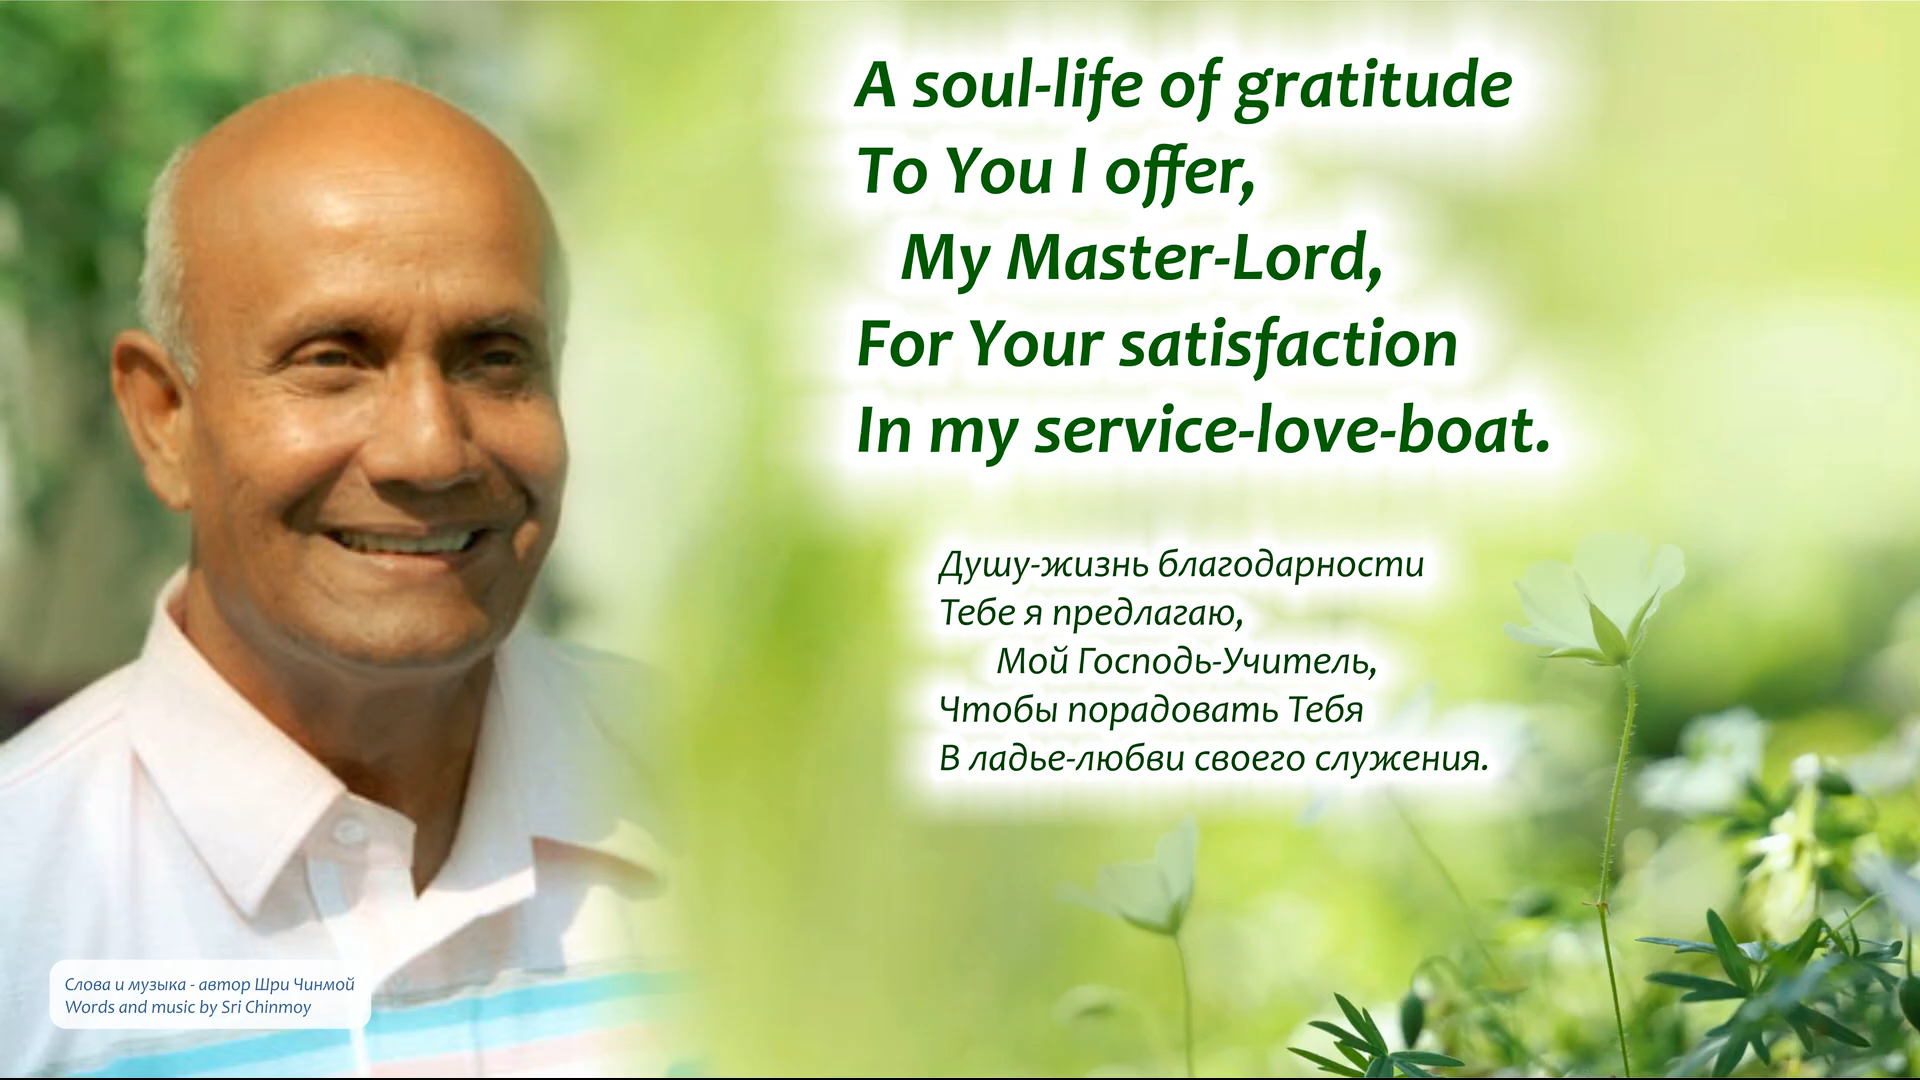 A soul-life of gratitude
To You I offer,
My Master-Lord,
For Your satisfaction
In my service-love-boat.
Душу-жизнь благодарности
Тебе я предлагаю,
Мой Господь-Учитель,
Чтобы порадовать Тебя
В ладье-любви своего служения.
Слова и музыка - автор Шри Чинмой
Words and music by Sri Chinmoy